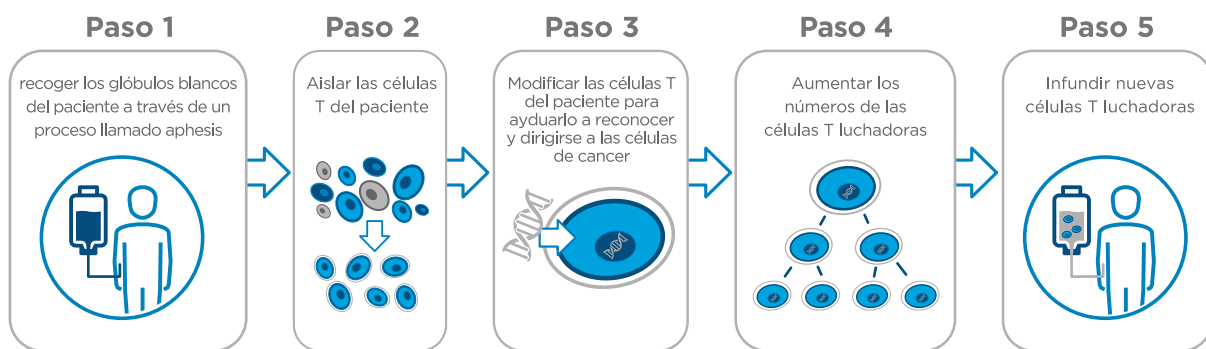 Paso 1
recoger los glóbulos blancos
del paciente a través de un
proceso llamado aphesis
Paso 2
Aislar las células
T del paciente
Paso 3
Modificar las células T
del paciente para
ayduarlo a reconocer
y dirigirse a las células
de cancer
Paso 4
Aumentar los
números de las
células T luchadoras
Paso 5
Infundir nuevas
células T luchadoras